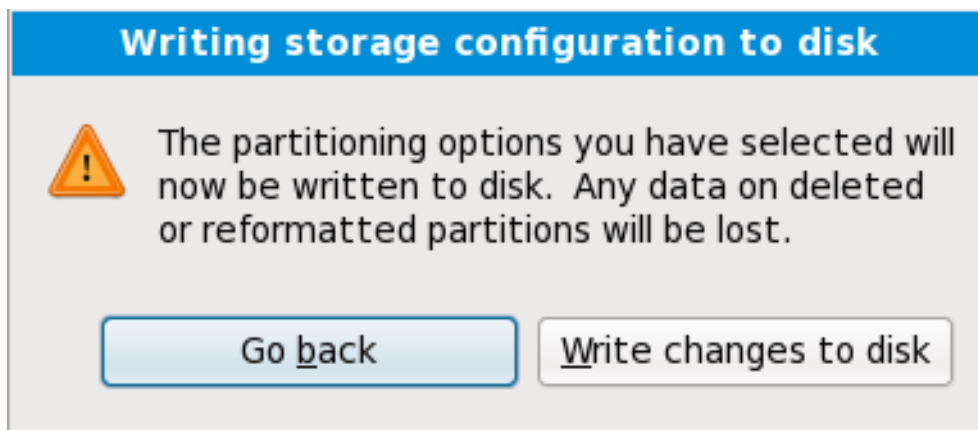 Writing storage configuration to disk
The partitioning options you have selected will
now be written to disk.  Any data on deleted
or reformatted partitions will be lost.
Go back
Write changes to disk